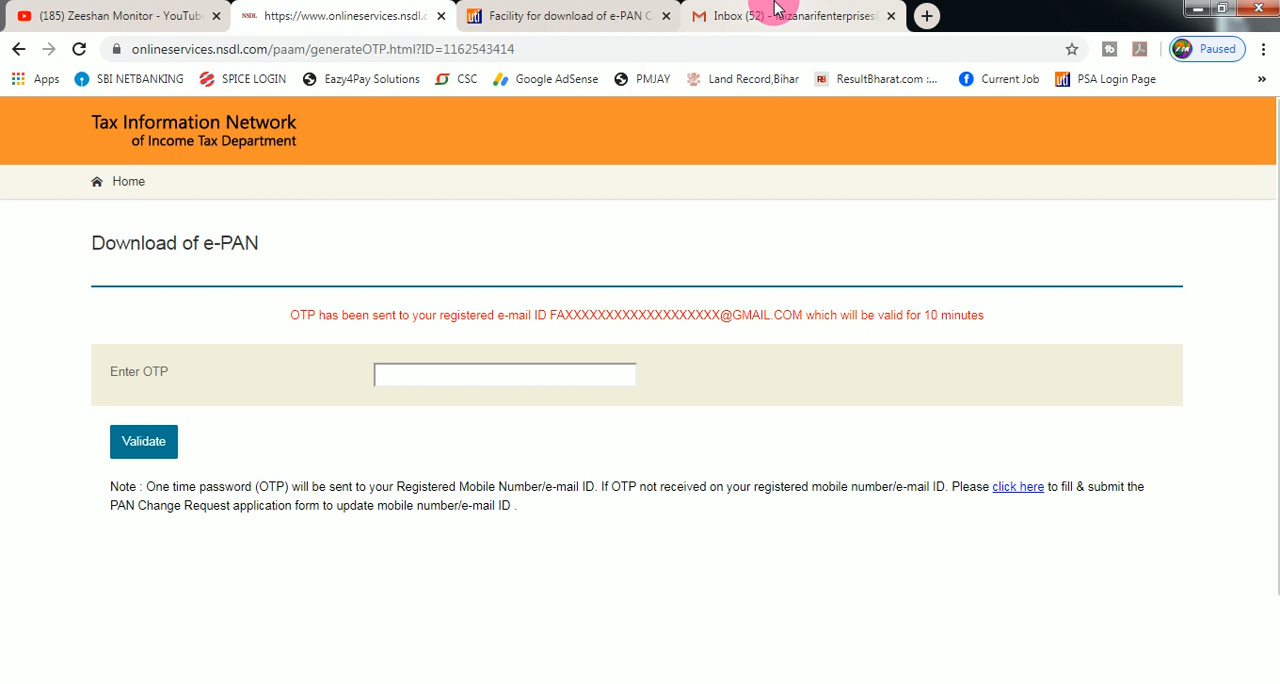 (185) Zeeshan Monitor - YouTub
NSDL https://www.onlineservices.nsdl.c
Facility for download of e-PAN C
Inbox (52) - faizanarifenterprises
onlineservices.nsdl.com/paam/generateOTP.html?ID=1162543414
Paused
Apps SBI NETBANKING SPICE LOGIN Eazy4Pay Solutions CSC Google AdSense PMJAY Land Record,Bihar RB ResultBharat.com :... Current Job PSA Login Page »
Tax Information Network
of Income Tax Department
Home
Download of e-PAN
OTP has been sent to your registered e-mail ID FAXXXXXXXXXXXXXXXXXXX@GMAIL.COM which will be valid for 10 minutes
Enter OTP
Validate
Note : One time password (OTP) will be sent to your Registered Mobile Number/e-mail ID. If OTP not received on your registered mobile number/e-mail ID. Please click here to fill & submit the
PAN Change Request application form to update mobile number/e-mail ID .